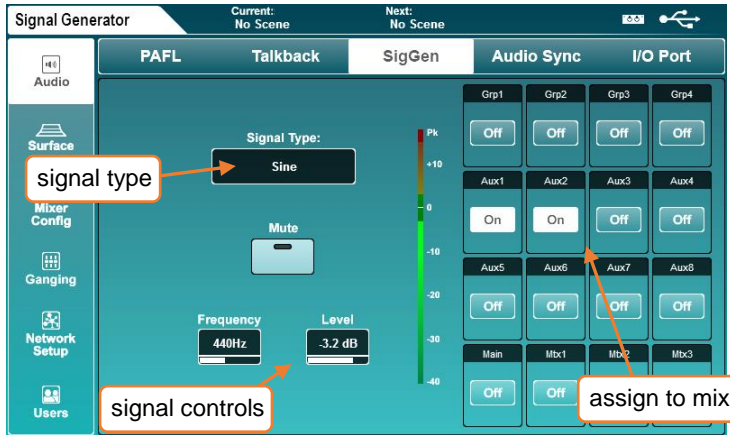 Signal Generator
Current:
No Scene
Next:
No Scene
PAFL
Talkback
SigGen
Audio Sync
I/O Port
Audio
Surface
Mixer
Config
Ganging
Network
Setup
Users
signal type
Signal Type:
Sine
Mute
Frequency
440Hz
Level
-3.2 dB
signal controls
Pk
+10
0
-10
-20
-30
-40
Grp1 Grp2 Grp3 Grp4
Off Off Off Off
Aux1 Aux2 Aux3 Aux4
On On Off Off
Aux5 Aux6 Aux7 Aux8
Off Off Off Off
Main Mtx1 Mtx2 Mtx3
Off Off
assign to mix